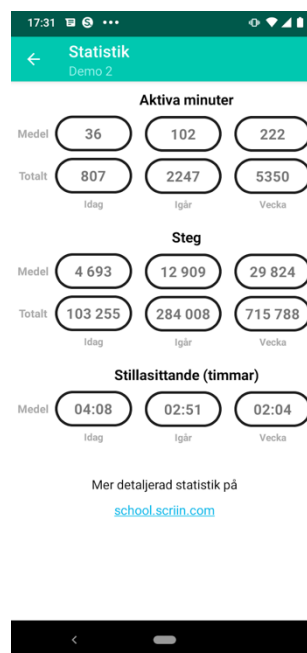 17:31
Statistik
Demo 2
Aktiva minuter
Medel 36 102 222
Totalt 807 2247 5350
Idag Igår Vecka
Steg
Medel 4 693 12 909 29 824
Totalt 103 255 284 008 715 788
Idag Igår Vecka
Stillasittande (timmar)
Medel 04:08 02:51 02:04
Idag Igår Vecka
Mer detaljerad statistik på
school.scriin.com